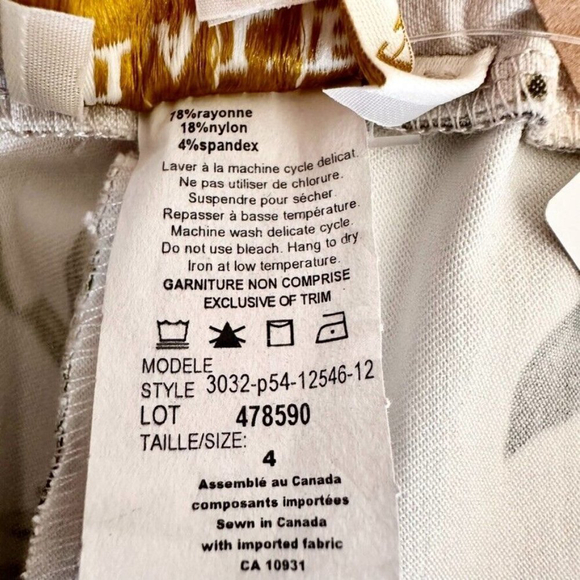 78%rayonne
18%nylon
4%spandex
Laver à la machine cycle delicat.
Ne pas utiliser de chlorure.
Suspendre pour sécher.
Repasser à basse température.
Machine wash delicate cycle.
Do not use bleach. Hang to dry
Iron at low temperature.
GARNITURE NON COMPRISE
EXCLUSIVE OF TRIM
MODELE
STYLE 3032-p54-12546-12
LOT 478590
TAILLE/SIZE:
4
Assemblé au Canada
composants importées
Sewn in Canada
with imported fabric
CA 10931